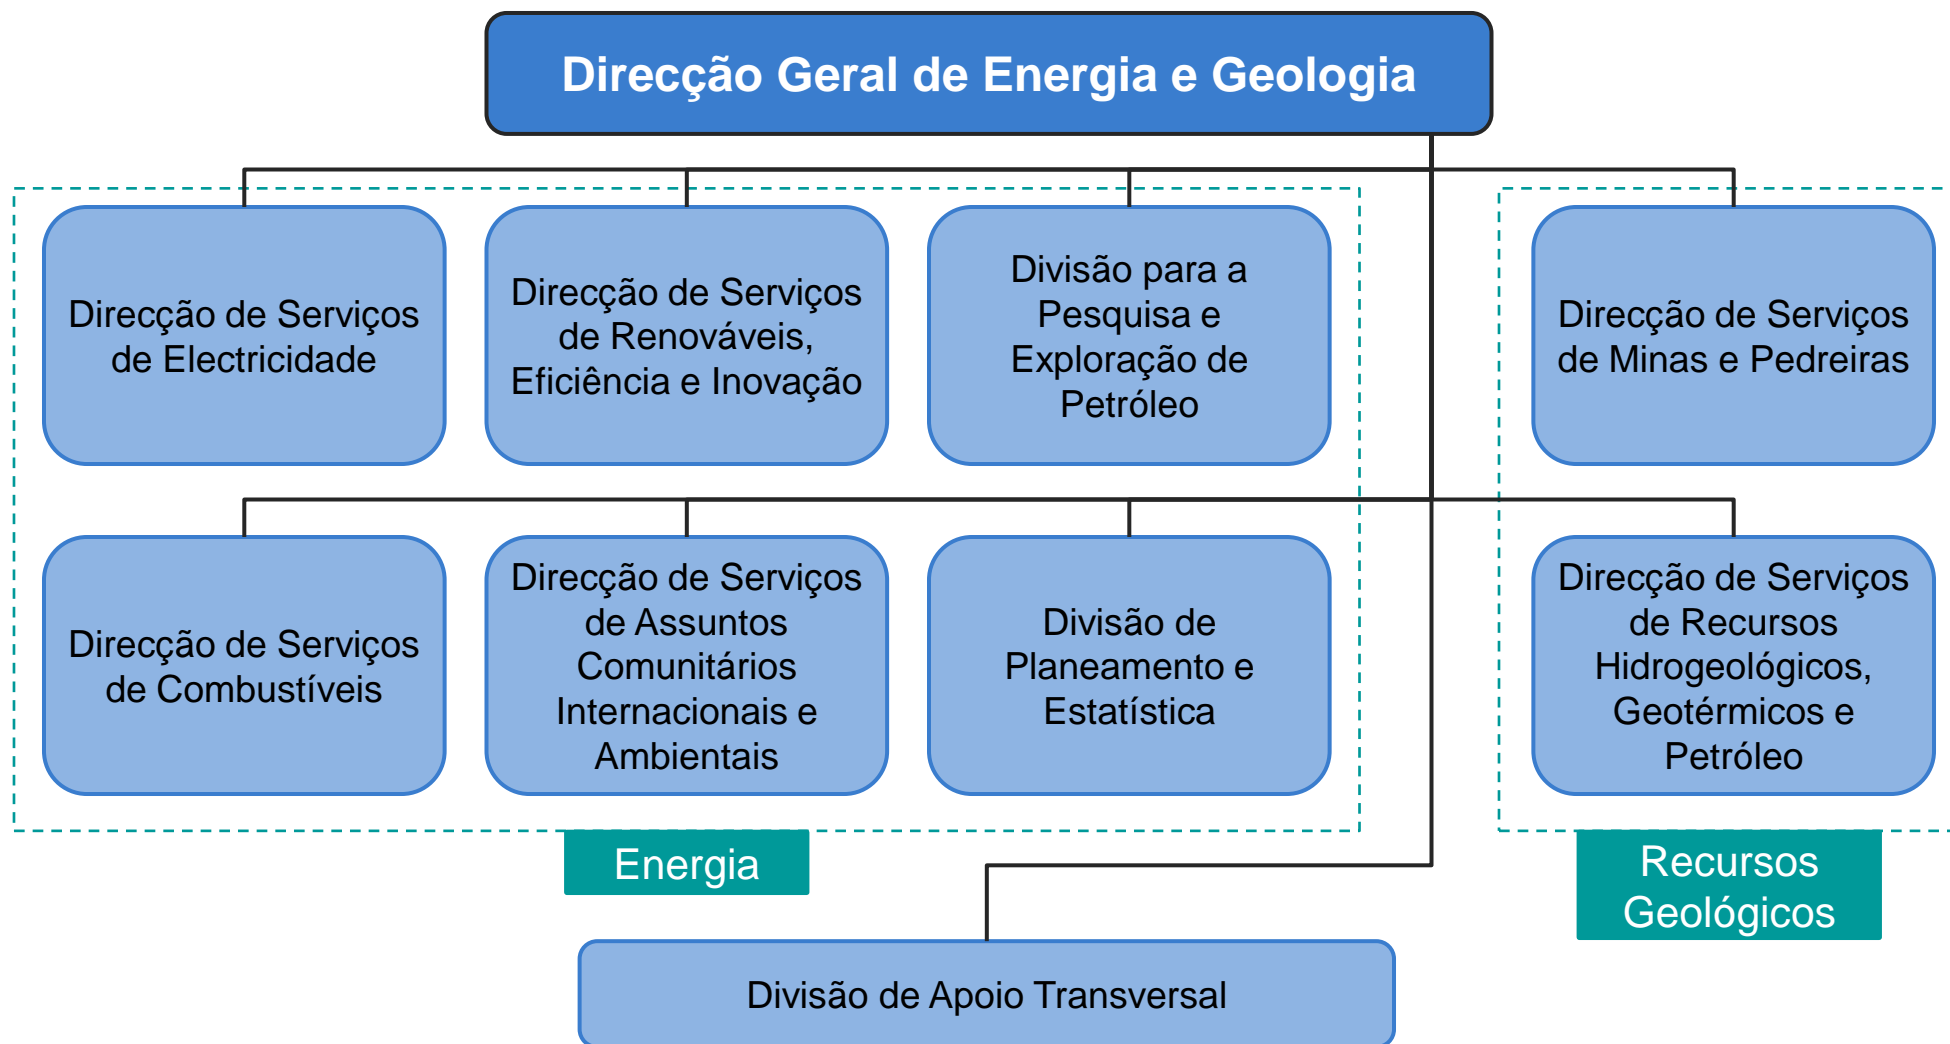 Direcção Geral de Energia e Geologia
Direcção de Serviços
de Electricidade
Direcção de Serviços
de Renováveis,
Eficiência e Inovação
Divisão para a
Pesquisa e
Exploração de
Petróleo
Direcção de Serviços
de Minas e Pedreiras
Direcção de Serviços
de Combustíveis
Direcção de Serviços
de Assuntos
Comunitários
Internacionais e
Ambientais
Divisão de
Planeamento e
Estatística
Direcção de Serviços
de Recursos
Hidrogeológicos,
Geotérmicos e
Petróleo
Energia
Recursos
Geológicos
Divisão de Apoio Transversal